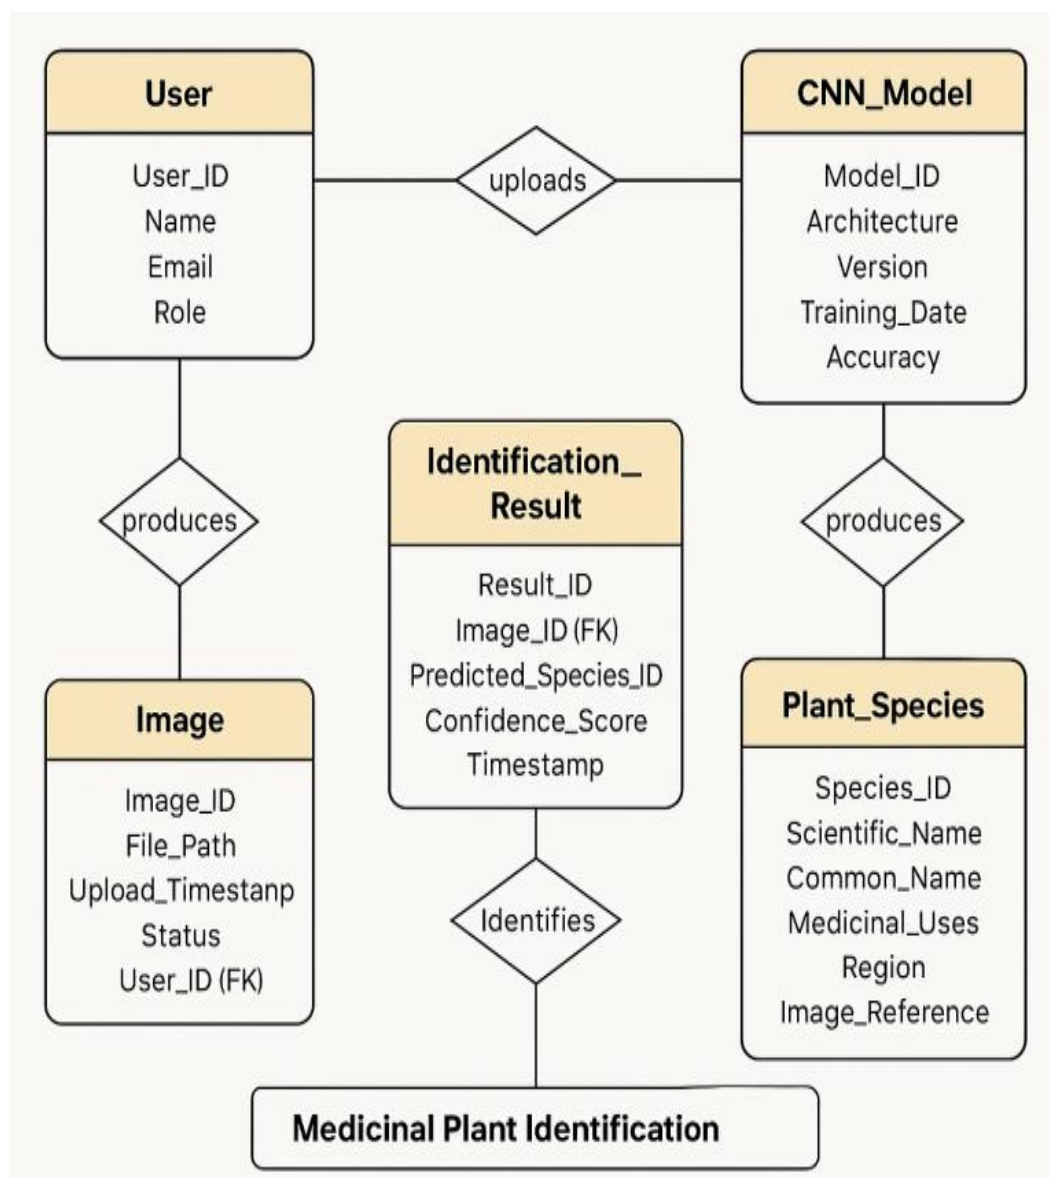 User
User_ID
Name
Email
Role
uploads
CNN_Model
Model_ID
Architecture
Version
Training_Date
Accuracy
produces
Identification_
Result
Result_ID
Image_ID (FK)
Predicted_Species_ID
Confidence_Score
Timestamp
produces
Image
Image_ID
File_Path
Upload_Timestanp
Status
User_ID (FK)
Identifies
Plant_Species
Species_ID
Scientific_Name
Common_Name
Medicinal_Uses
Region
Image_Reference
Medicinal Plant Identification